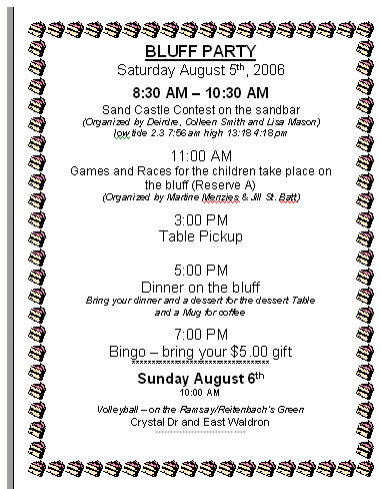 BLUFF PARTY
Saturday August 5th, 2006
8:30 AM – 10:30 AM
Sand Castle Contest on the sandbar
(Organized by Deirdre, Colleen Smith and Lisa Mason)
low tide 2.3 7:56am high 13:18 4:18pm
11:00 AM
Games and Races for the children take place on
the bluff (Reserve A)
(Organized by Martine Menzies & Jill St. Batt)
3:00 PM
Table Pickup
5:00 PM
Dinner on the bluff
Bring your dinner and a dessert for the dessert Table
and a Mug for coffee
7:00 PM
Bingo – bring your $5.00 gift
Sunday August 6th
10:00 AM
Volleyball – on the Ramsay/Reitenbach's Green
Crystal Dr and East Waldron